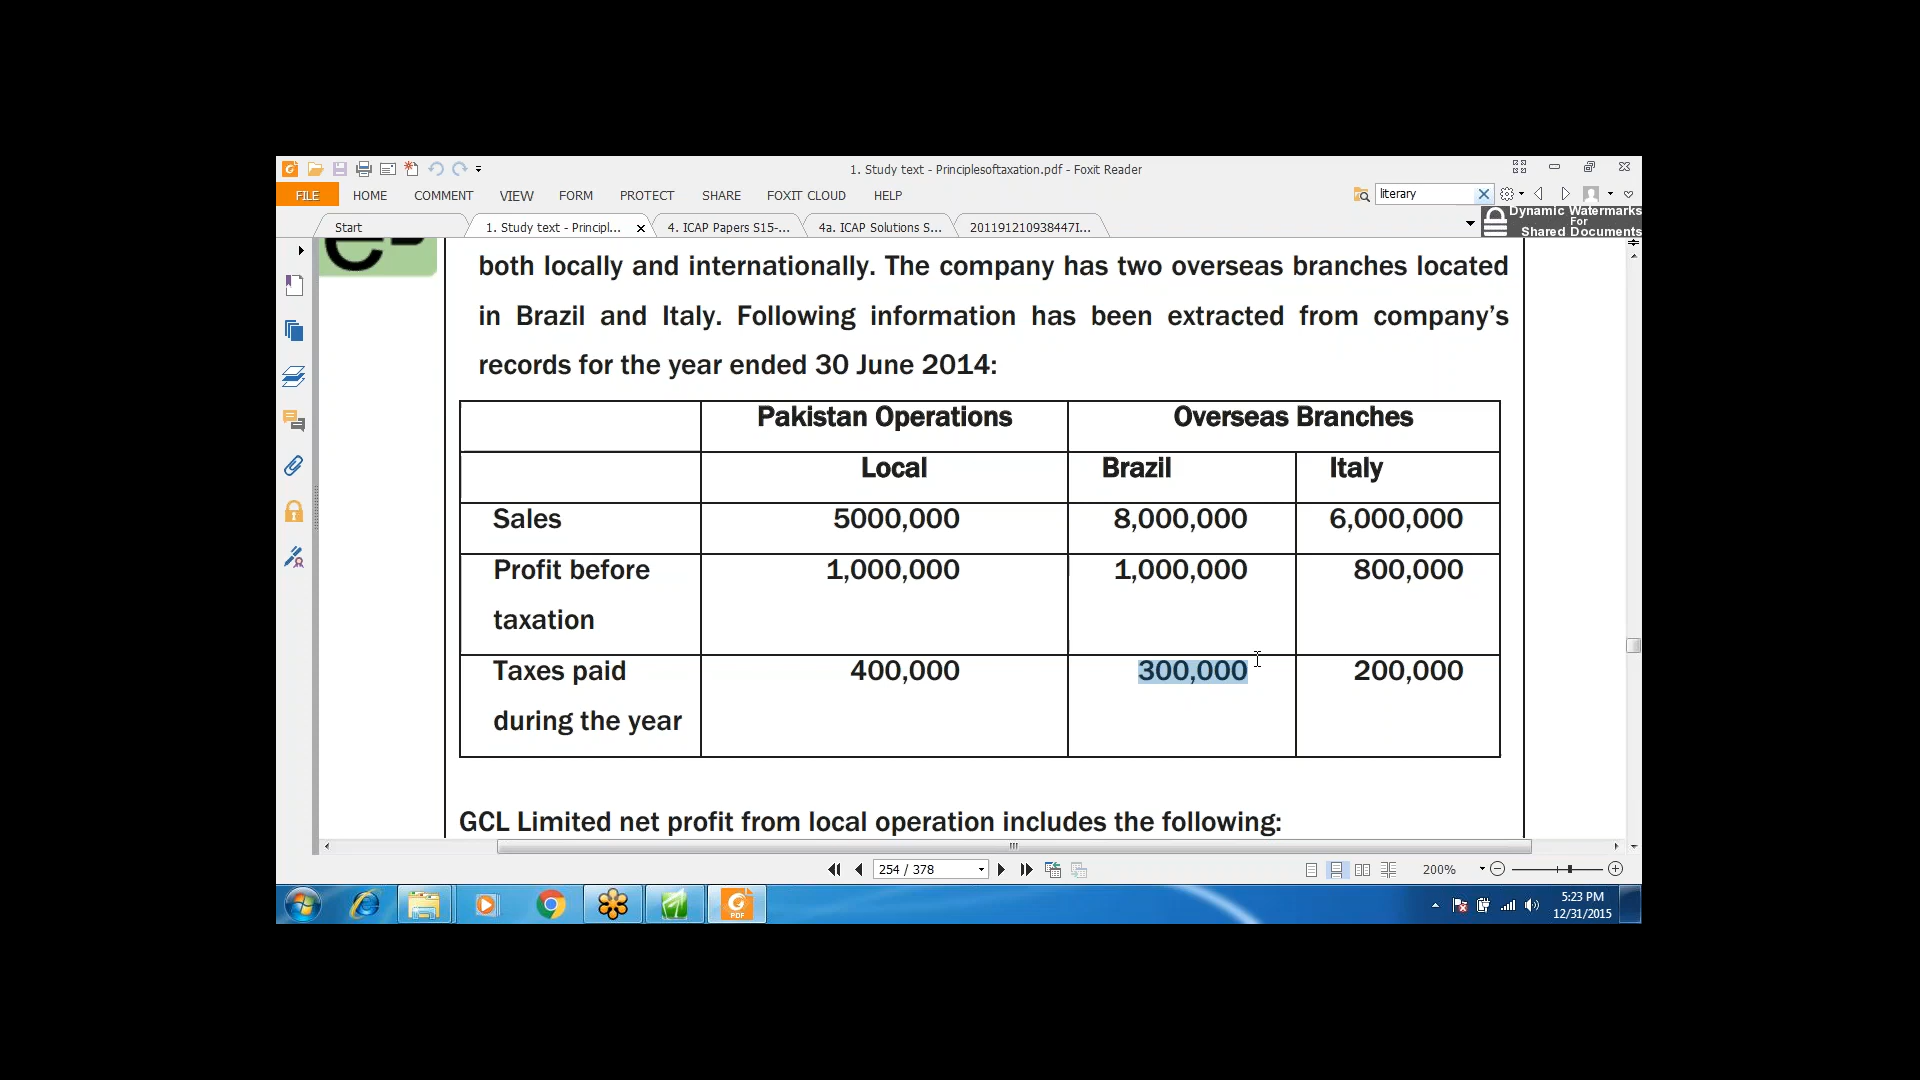 1. Study text - Principlesoftaxation.pdf - Foxit Reader
FILE HOME COMMENT VIEW FORM PROTECT SHARE FOXIT CLOUD HELP literary
Start 1. Study text - Principl... 4. ICAP Papers S15-... 4a. ICAP Solutions S... 201191210938447I...
Dynamic Watermarks
For
Shared Documents
both locally and internationally. The company has two overseas branches located
in Brazil and Italy. Following information has been extracted from company's
records for the year ended 30 June 2014:
Pakistan Operations Overseas Branches
Local Brazil Italy
Sales 5000,000 8,000,000 6,000,000
Profit before 1,000,000 1,000,000 800,000
taxation
Taxes paid 400,000 300,000 200,000
during the year
GCL Limited net profit from local operation includes the following:
254 / 378 200%
PDF
5:23 PM
12/31/2015